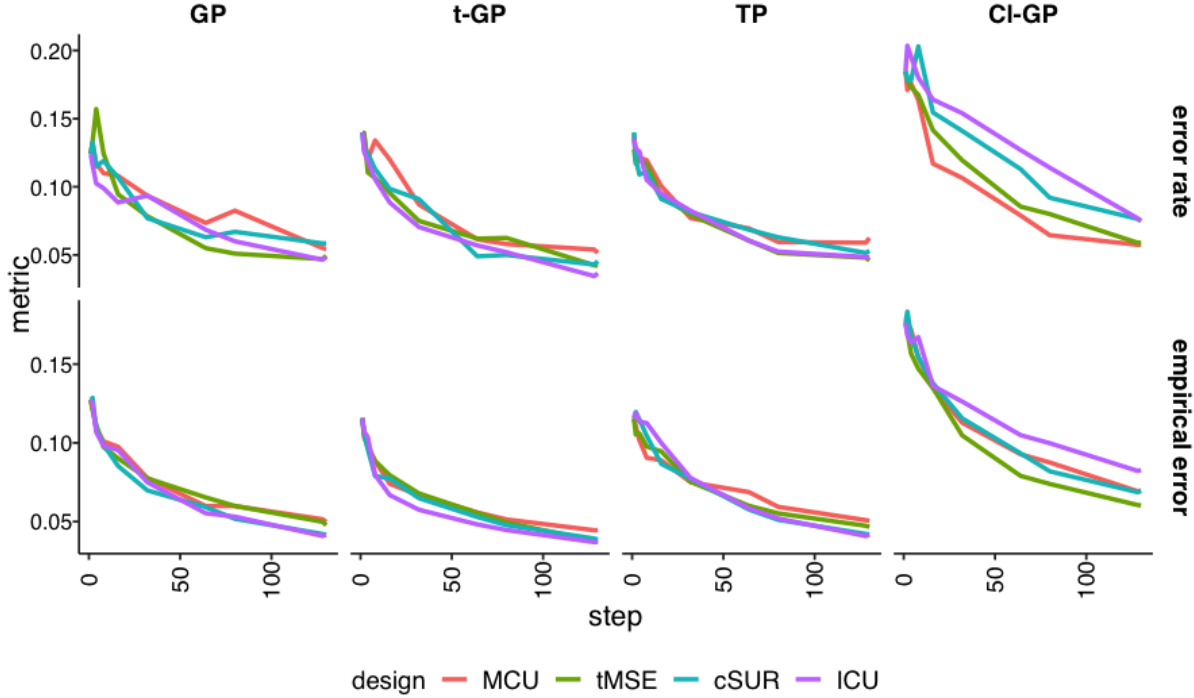 GP
t-GP
TP
Cl-GP
0.20
0.15
0.10
0.05
error rate
metric
0.15
0.10
0.05
empirical error
0
50
100
0
50
100
0
50
100
0
50
100
step
design MCU tMSE cSUR ICU